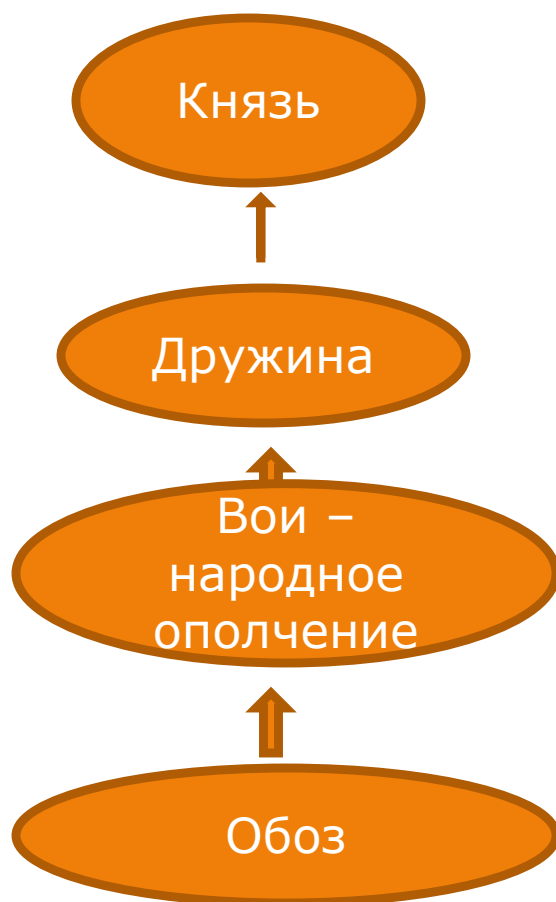 Князь
Дружина
Вои –
народное
ополчение
Обоз